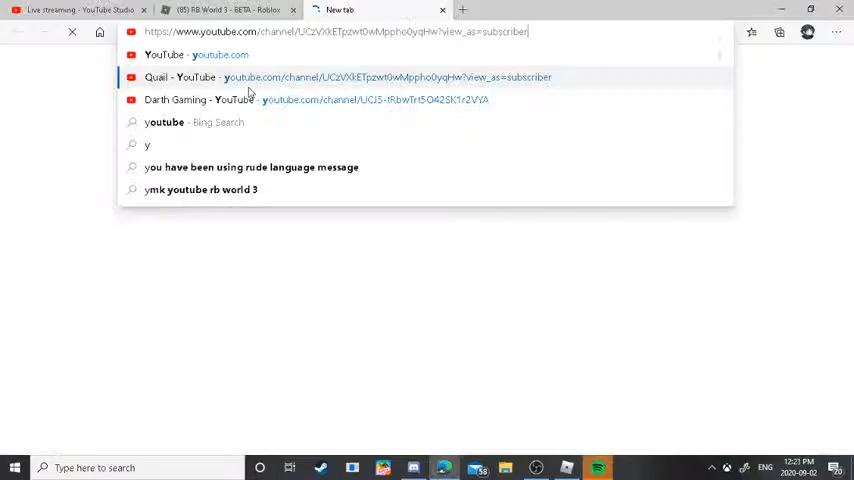 Live streaming - YouTube Studio
(85) RB World 3 - BETA - Roblox
New tab
https://www.youtube.com/channel/UCzVXkETpzwt0wMppho0yqHw?view_as=subscriber
YouTube - youtube.com
Quail - YouTube - youtube.com/channel/UCzVXkETpzwt0wMppho0yqHw?view_as=subscriber
Darth Gaming - YouTube - youtube.com/channel/UCJ5-tRbwTrt5O42SK1r2VYA
youtube - Bing Search
y
you have been using rude language message
ymk youtube rb world 3
Type here to search
58
ENG
12:21 PM
2020-09-02
20